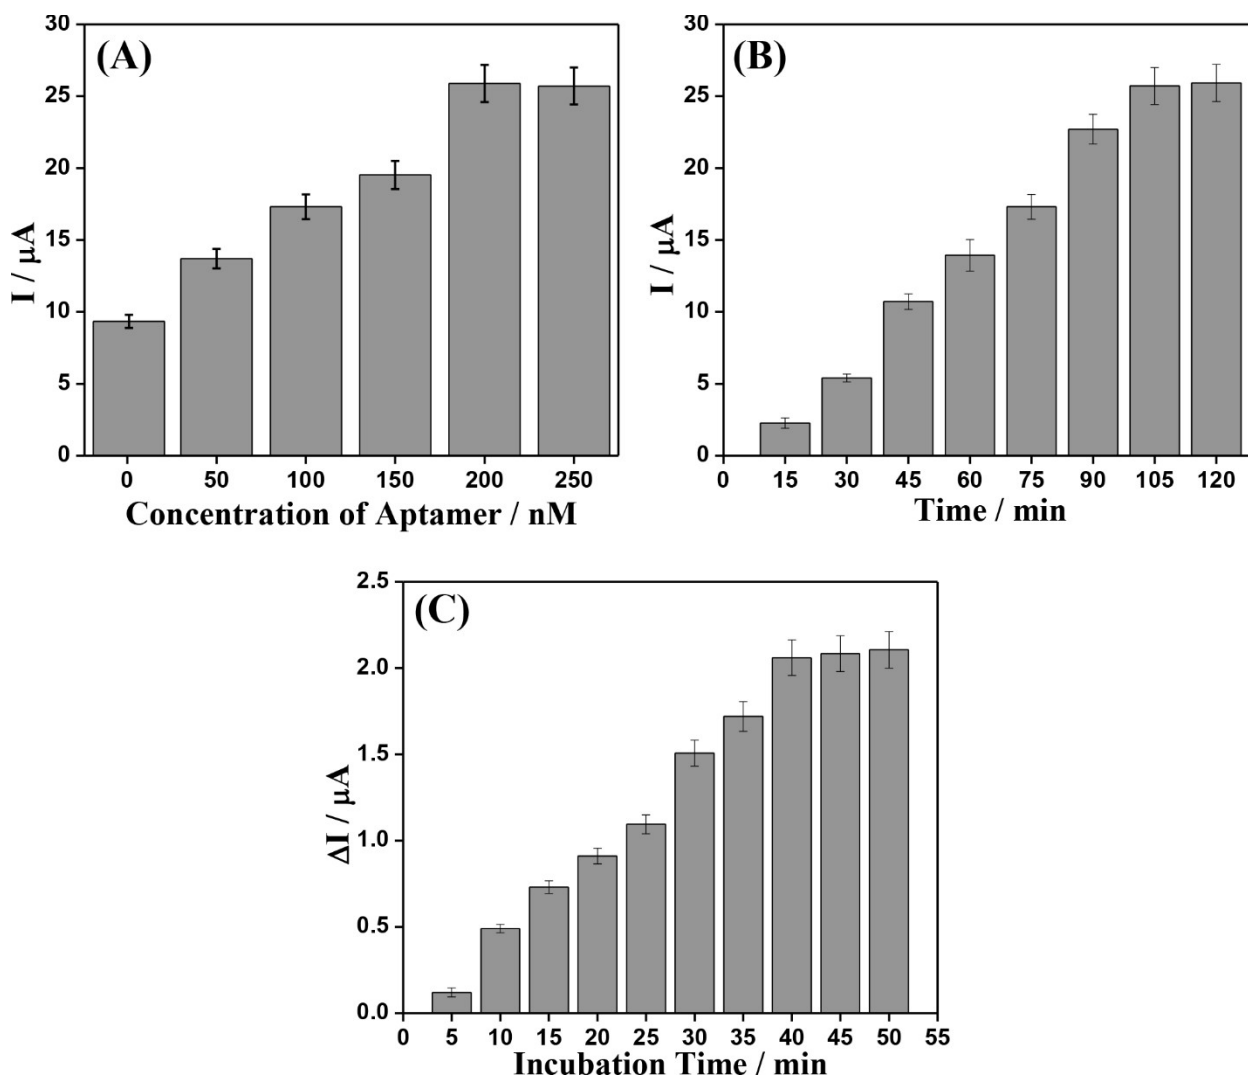 (A)
30
25
20
15
10
5
0
I / µA
0 50 100 150 200 250
Concentration of Aptamer / nM
(B)
30
25
20
15
10
5
0
I / µA
0 15 30 45 60 75 90 105 120
Time / min
(C)
2.5
2.0
1.5
1.0
0.5
0.0
ΔI / µA
0 5 10 15 20 25 30 35 40 45 50 55
Incubation Time / min